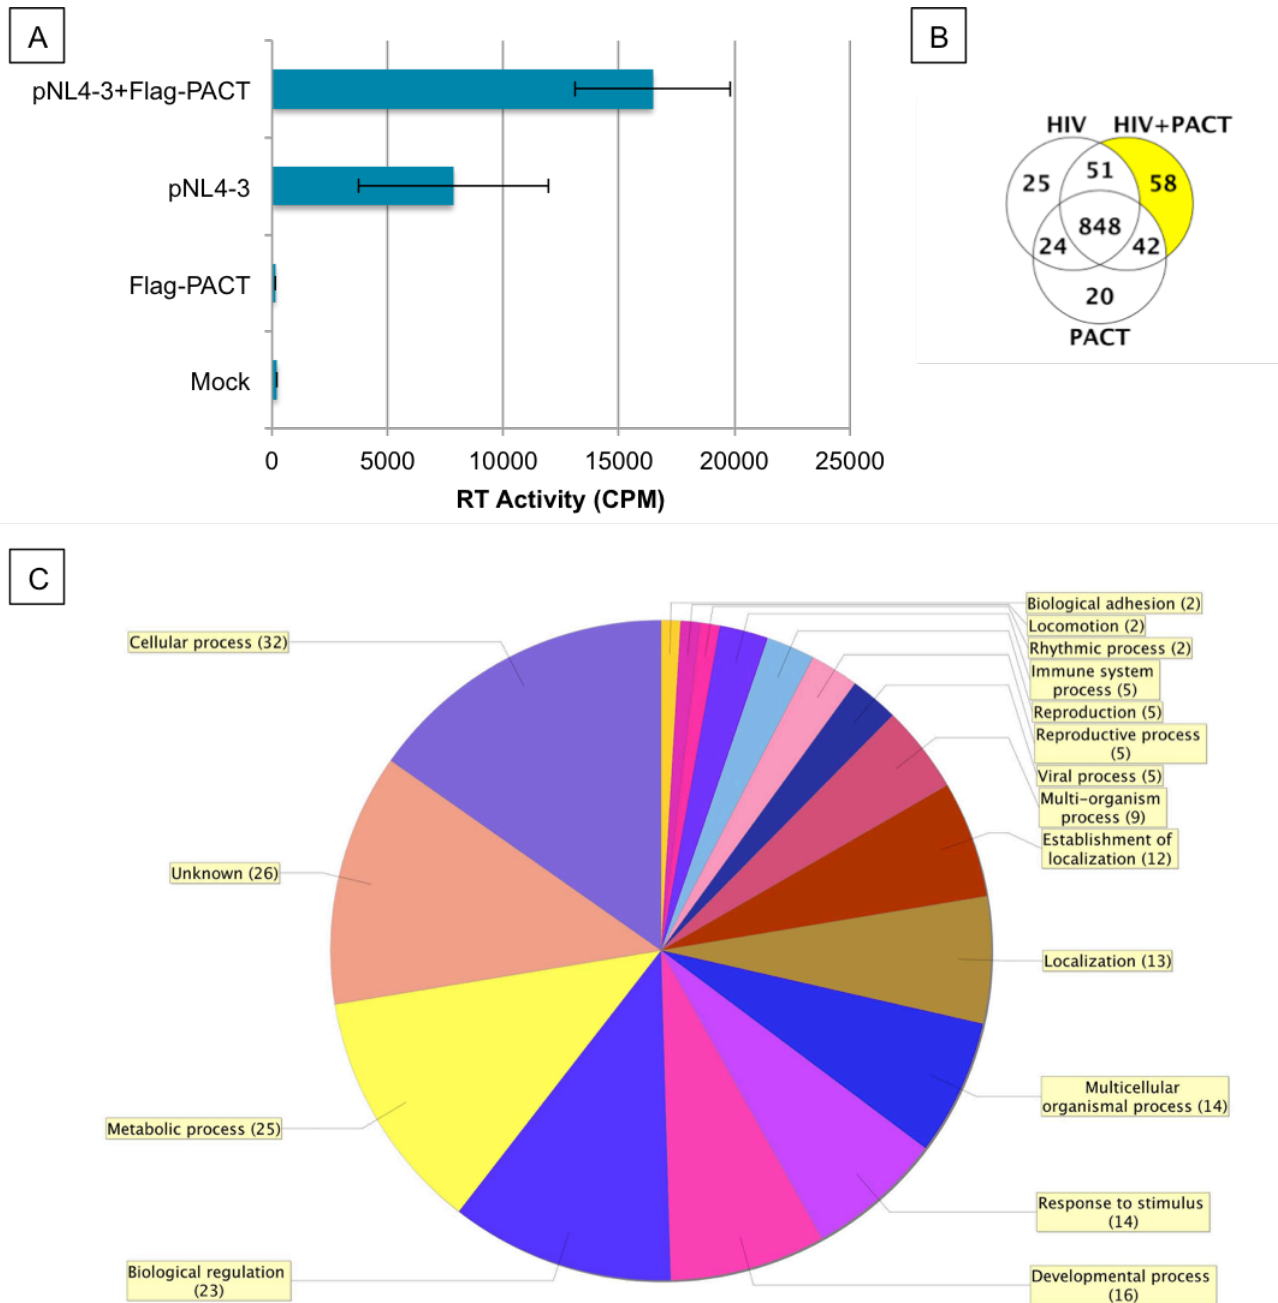 A
pNL4-3+Flag-PACT
pNL4-3
Flag-PACT
Mock
0 5000 10000 15000 20000 25000
RT Activity (CPM)
B
HIV HIV+PACT
25 51 58
848
24 42
20
PACT
C
Cellular process (32)
Unknown (26)
Metabolic process (25)
Biological regulation
(23)
Biological adhesion (2)
Locomotion (2)
Rhythmic process (2)
Immune system
process (5)
Reproduction (5)
Reproductive process
(5)
Viral process (5)
Multi-organism
process (9)
Establishment of
localization (12)
Localization (13)
Multicellular
organismal process (14)
Response to stimulus
(14)
Developmental process
(16)